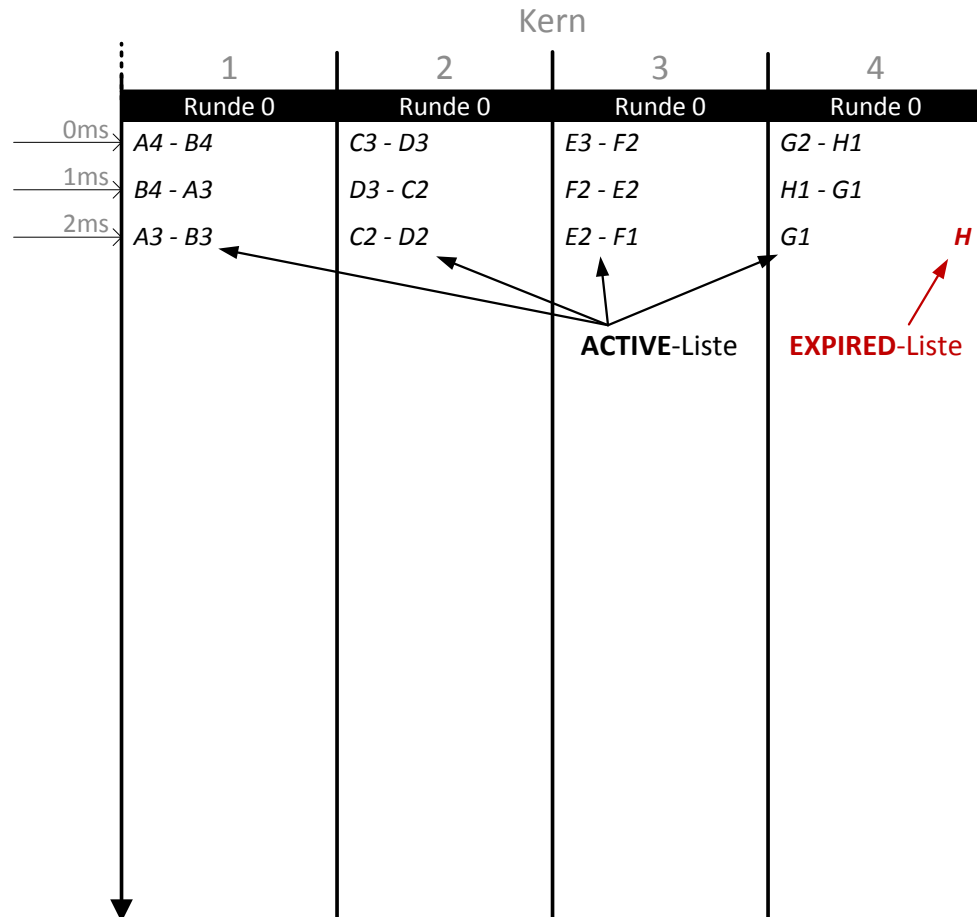 Kern
1 2 3 4
Runde 0 Runde 0 Runde 0 Runde 0
0ms A4 - B4 C3 - D3 E3 - F2 G2 - H1
1ms B4 - A3 D3 - C2 F2 - E2 H1 - G1
2ms A3 - B3 C2 - D2 E2 - F1 G1 H
ACTIVE-Liste EXPIRED-Liste